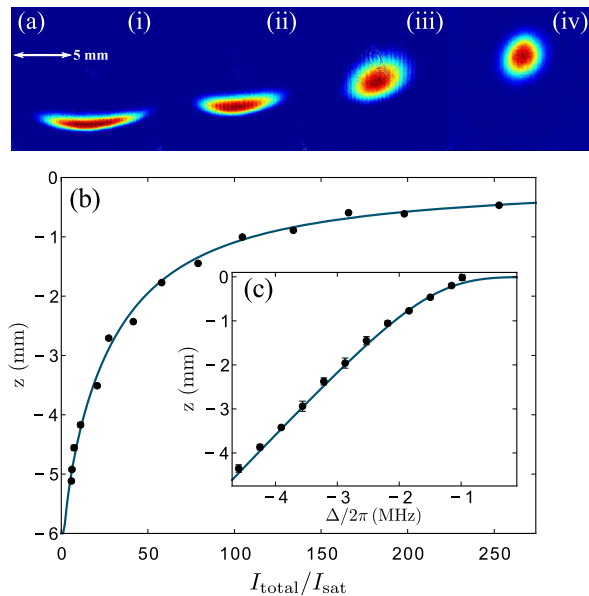 (a) (i) (ii) (iii) (iv)
5 mm
(b)
0
−1
−2
−3
−4
−5
−6
z (mm)
0 50 100 150 200 250
I_total/I_sat
(c)
0
−1
−2
−3
−4
z (mm)
−4 −3 −2 −1
Δ/2π (MHz)